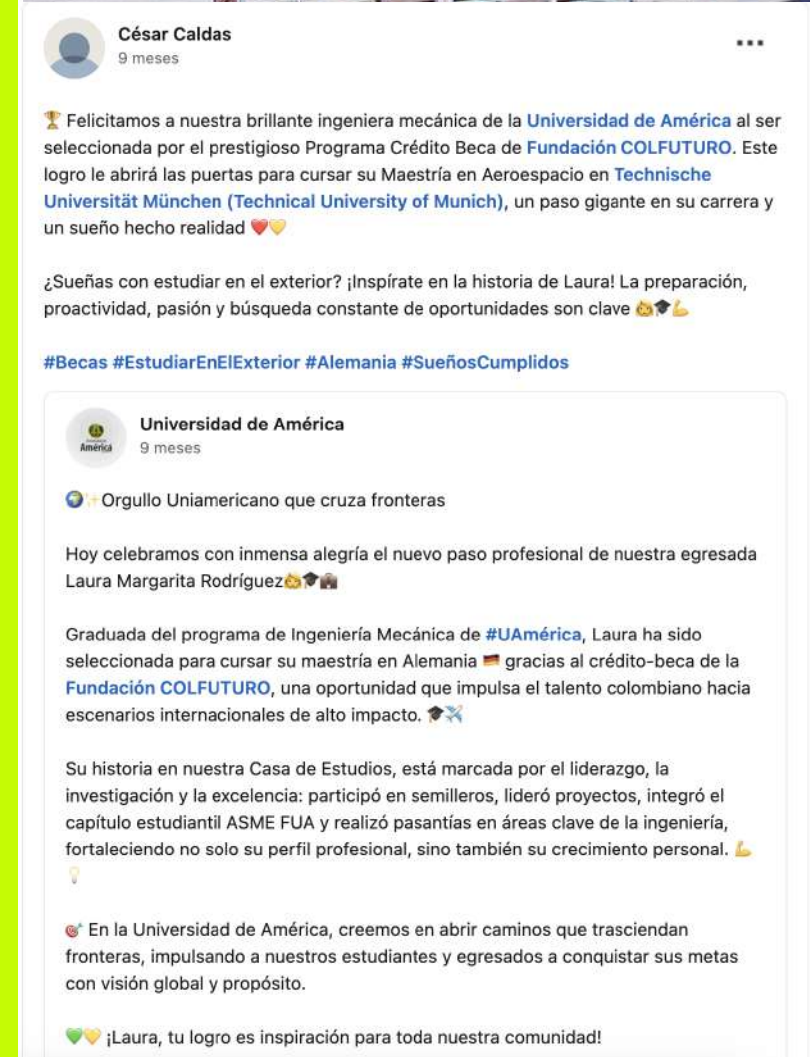 César Caldas
9 meses
🏆 Felicitamos a nuestra brillante ingeniera mecánica de la Universidad de América al ser
seleccionada por el prestigioso Programa Crédito Beca de Fundación COLFUTURO. Este
logro le abrirá las puertas para cursar su Maestría en Aeroespacio en Technische
Universität München (Technical University of Munich), un paso gigante en su carrera y
un sueño hecho realidad ❤️💛
¿Sueñas con estudiar en el exterior? ¡Inspírate en la historia de Laura! La preparación,
proactividad, pasión y búsqueda constante de oportunidades son clave 👩‍🎓💪
#Becas #EstudiarEnElExterior #Alemania #SueñosCumplidos
América
Universidad de América
9 meses
🌍✨Orgullo Uniamericano que cruza fronteras
Hoy celebramos con inmensa alegría el nuevo paso profesional de nuestra egresada
Laura Margarita Rodríguez👩🎓💼
Graduada del programa de Ingeniería Mecánica de #UAmérica, Laura ha sido
seleccionada para cursar su maestría en Alemania 🇩🇪 gracias al crédito-beca de la
Fundación COLFUTURO, una oportunidad que impulsa el talento colombiano hacia
escenarios internacionales de alto impacto. 🎓✈️
Su historia en nuestra Casa de Estudios, está marcada por el liderazgo, la
investigación y la excelencia: participó en semilleros, lideró proyectos, integró el
capítulo estudiantil ASME FUA y realizó pasantías en áreas clave de la ingeniería,
fortaleciendo no solo su perfil profesional, sino también su crecimiento personal. 💪
💡
🎯 En la Universidad de América, creemos en abrir caminos que trasciendan
fronteras, impulsando a nuestros estudiantes y egresados a conquistar sus metas
con visión global y propósito.
💚💛 ¡Laura, tu logro es inspiración para toda nuestra comunidad!